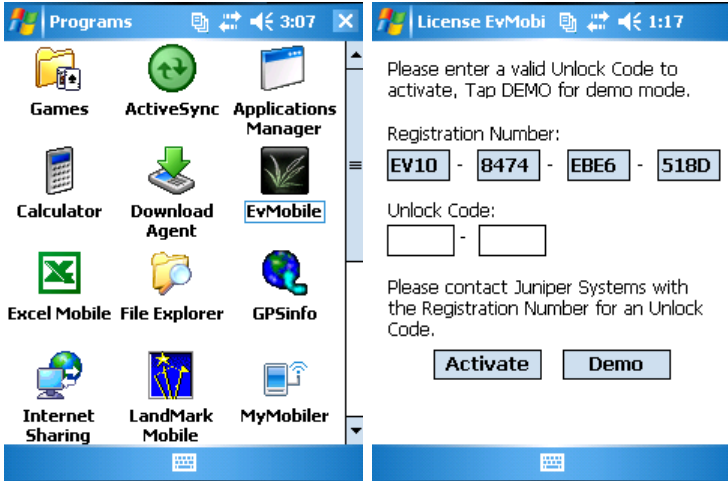 Programs 3:07
Games ActiveSync Applications Manager
Calculator Download Agent EvMobile
Excel Mobile File Explorer GPSinfo
Internet Sharing LandMark Mobile MyMobiler
License EvMobi 1:17
Please enter a valid Unlock Code to
activate, Tap DEMO for demo mode.
Registration Number:
EV10 - 8474 - EBE6 - 518D
Unlock Code:
-
Please contact Juniper Systems with
the Registration Number for an Unlock
Code.
Activate Demo